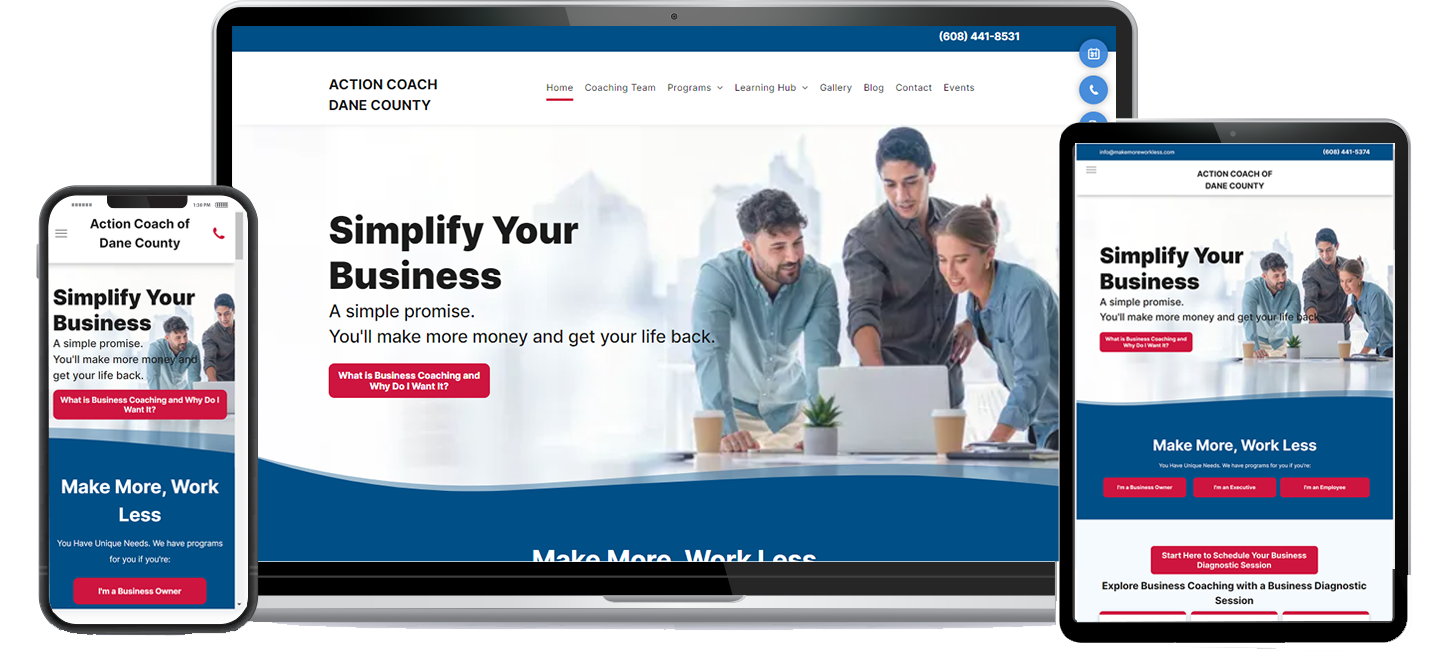 (608) 441-8531
ACTION COACH
DANE COUNTY
Home Coaching Team Programs Learning Hub Gallery Blog Contact Events
Simplify Your
Business
A simple promise.
You'll make more money and get your life back.
What is Business Coaching and
Why Do I Want It?
Make More, Work Less
1:36 PM
Action Coach of
Dane County
Simplify Your
Business
A simple promise.
You'll make more money and
get your life back.
What is Business Coaching and Why Do I
Want It?
Make More, Work
Less
You Have Unique Needs. We have programs
for you if you're:
I'm a Business Owner
info@makemoreworkless.com (608) 441-5374
ACTION COACH OF
DANE COUNTY
Simplify Your
Business
A simple promise.
You'll make more money and get your life back.
What is Business Coaching and
Why Do I Want It?
Make More, Work Less
You Have Unique Needs. We have programs for you if you're:
I'm a Business Owner I'm an Executive I'm an Employee
Start Here to Schedule Your Business
Diagnostic Session
Explore Business Coaching with a Business Diagnostic
Session